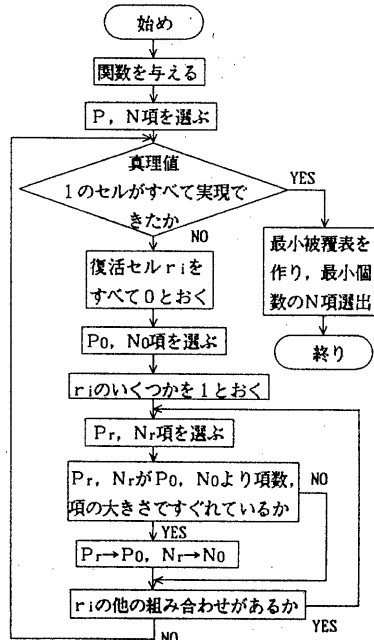 始め
関数を与える
P，N項を選ぶ
真理値
1のセルがすべて実現で
きたか
YES
NO
最小被覆表を
作り，最小個
数のN項選出
終り
復活セルriを
すべて0とおく
P0，N0項を選ぶ
riのいくつかを1とおく
Pr，Nr項を選ぶ
Pr，NrがP0，N0より項数，
項の大きさですぐれているか
NO
YES
Pr→P0，Nr→N0
riの他の組み合わせがあるか
YES
NO